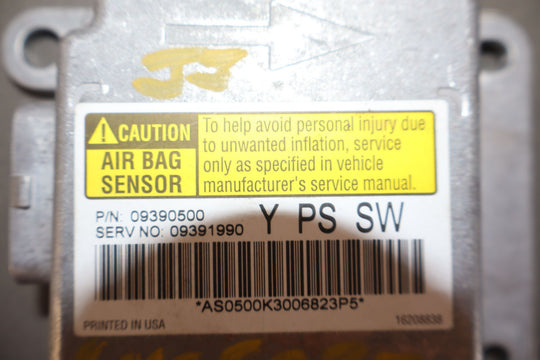 ⚠ CAUTION
AIR BAG
SENSOR
To help avoid personal injury due
to unwanted inflation, service
only as specified in vehicle
manufacturer's service manual.
P/N: 09390500
SERV NO: 09391990
Y PS SW
*AS0500K3006823P5*
PRINTED IN USA
16208838